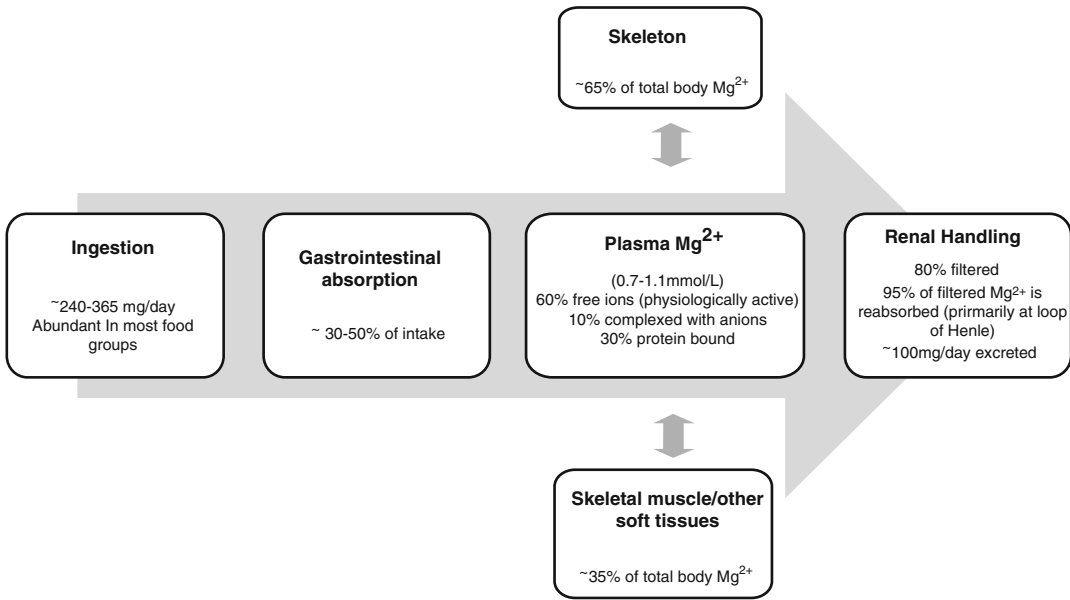 Skeleton
~65% of total body Mg2+
Ingestion
~240-365 mg/day
Abundant In most food
groups
Gastrointestinal
absorption
~ 30-50% of intake
Plasma Mg2+
(0.7-1.1mmol/L)
60% free ions (physiologically active)
10% complexed with anions
30% protein bound
Renal Handling
80% filtered
95% of filtered Mg2+ is
reabsorbed (prirmarily at loop
of Henle)
~100mg/day excreted
Skeletal muscle/other
soft tissues
~35% of total body Mg2+